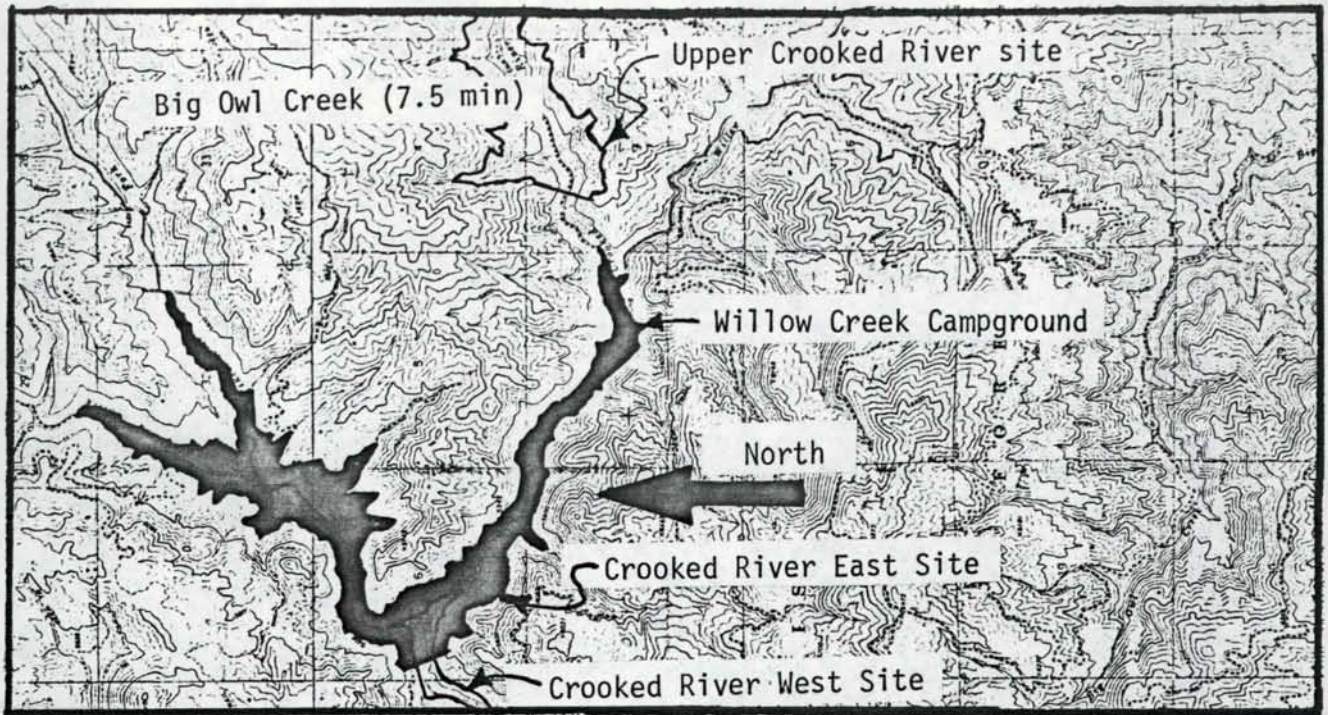 Upper Crooked River site
Big Owl Creek (7.5 min)
Willow Creek Campground
North
Crooked River East Site
Crooked River West Site
F O R E